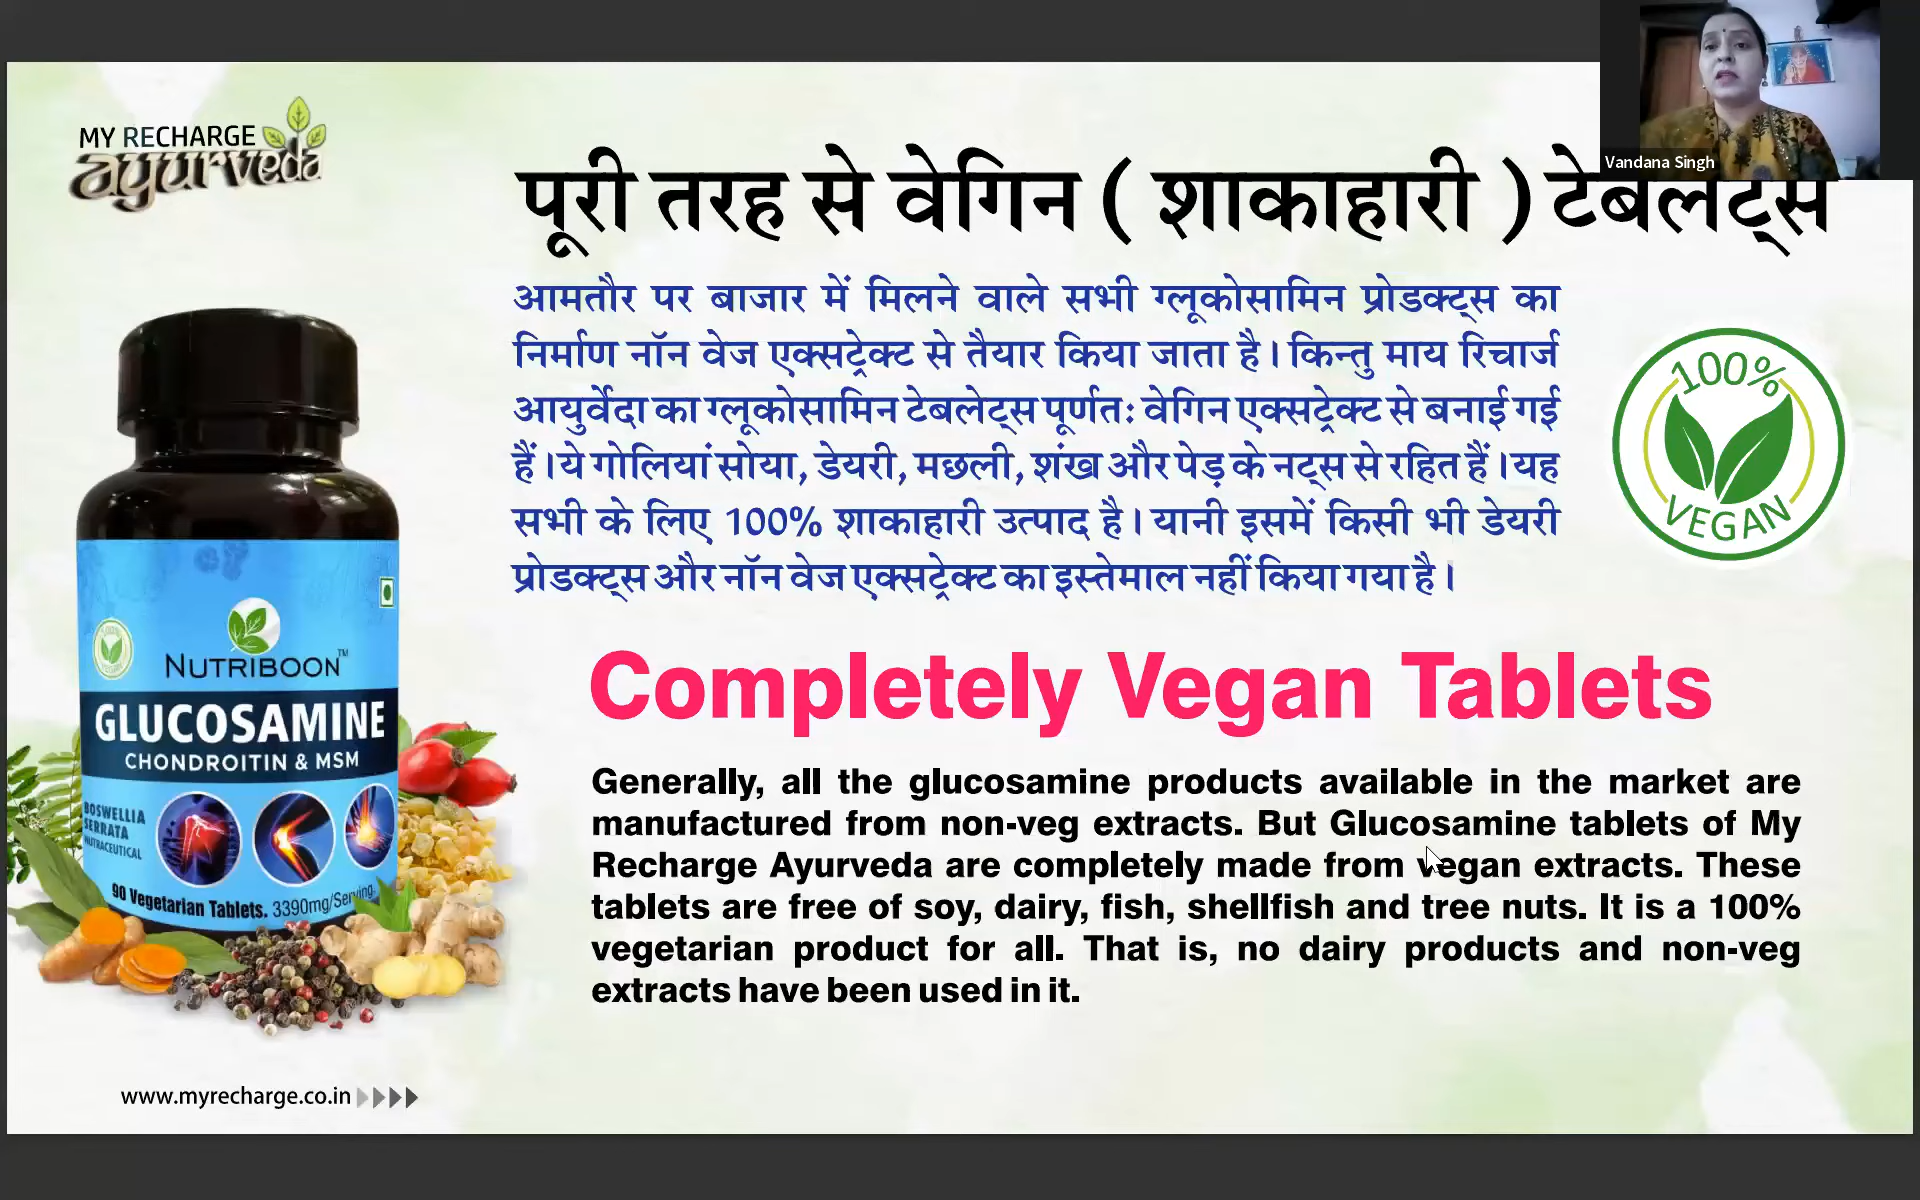 MY RECHARGE
ayurveda
Vandana Singh
पूरी तरह से वेगिन ( शाकाहारी ) टेबलेट्स
आमतौर पर बाजार में मिलने वाले सभी ग्लूकोसामिन प्रोडक्ट्स का
निर्माण नॉन वेज एक्सट्रेक्ट से तैयार किया जाता है। किन्तु माय रिचार्ज
आयुर्वेदा का ग्लूकोसामिन टेबलेट्स पूर्णतः वेगिन एक्सट्रेक्ट से बनाई गई
हैं। ये गोलियां सोया, डेयरी, मछली, शंख और पेड़ के नट्स से रहित हैं। यह
सभी के लिए 100% शाकाहारी उत्पाद है। यानी इसमें किसी भी डेयरी
प्रोडक्ट्स और नॉन वेज एक्सट्रेक्ट का इस्तेमाल नहीं किया गया है।
100%
VEGAN
NUTRIBOON™
GLUCOSAMINE
CHONDROITIN & MSM
BOSWELLIA
SERRATA
NUTRACEUTICAL
90 Vegetarian Tablets. 3390mg/Serving.
Completely Vegan Tablets
Generally, all the glucosamine products available in the market are
manufactured from non-veg extracts. But Glucosamine tablets of My
Recharge Ayurveda are completely made from vegan extracts. These
tablets are free of soy, dairy, fish, shellfish and tree nuts. It is a 100%
vegetarian product for all. That is, no dairy products and non-veg
extracts have been used in it.
www.myrecharge.co.in